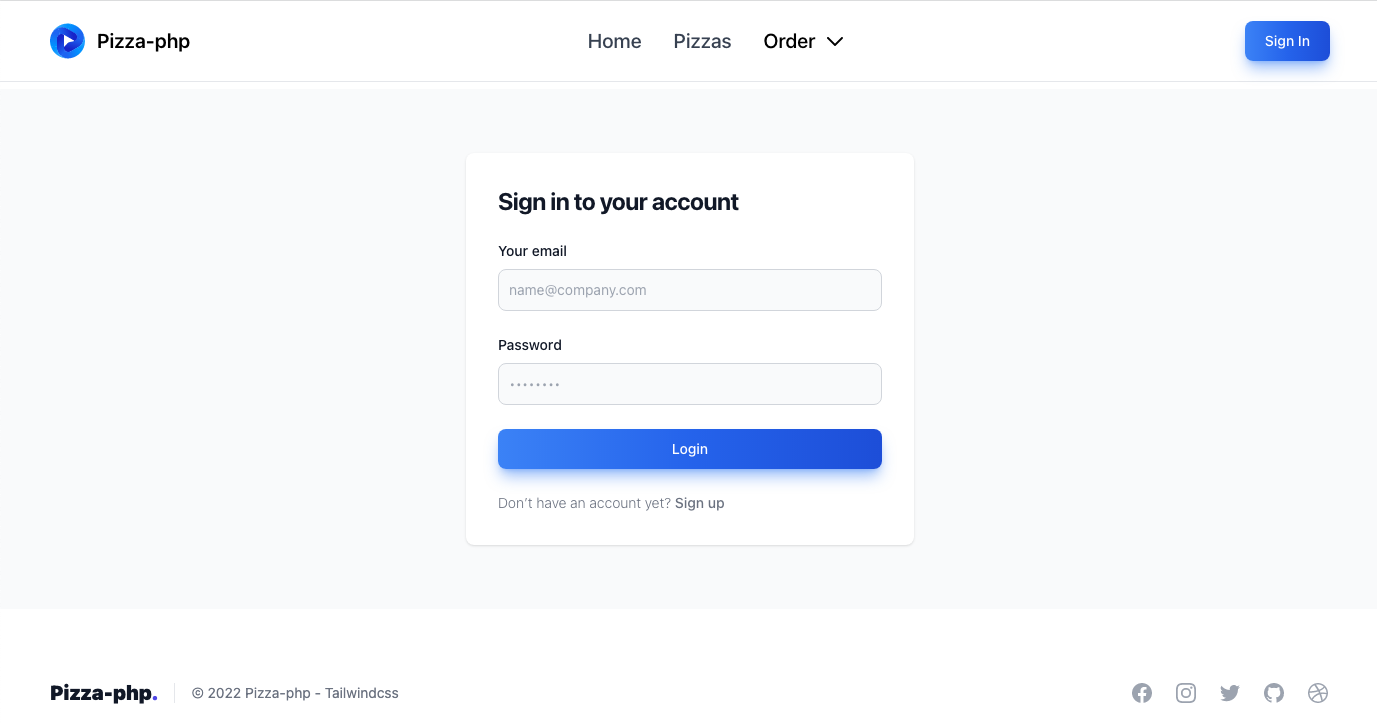 Pizza-php
Home
Pizzas
Order
Sign In
Sign in to your account
Your email
name@company.com
Password
••••••••
Login
Don't have an account yet? Sign up
Pizza-php.
© 2022 Pizza-php - Tailwindcss